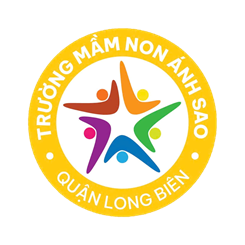 TRƯỜNG MẦM NON ÁNH SAO
QUẬN LONG BIÊN